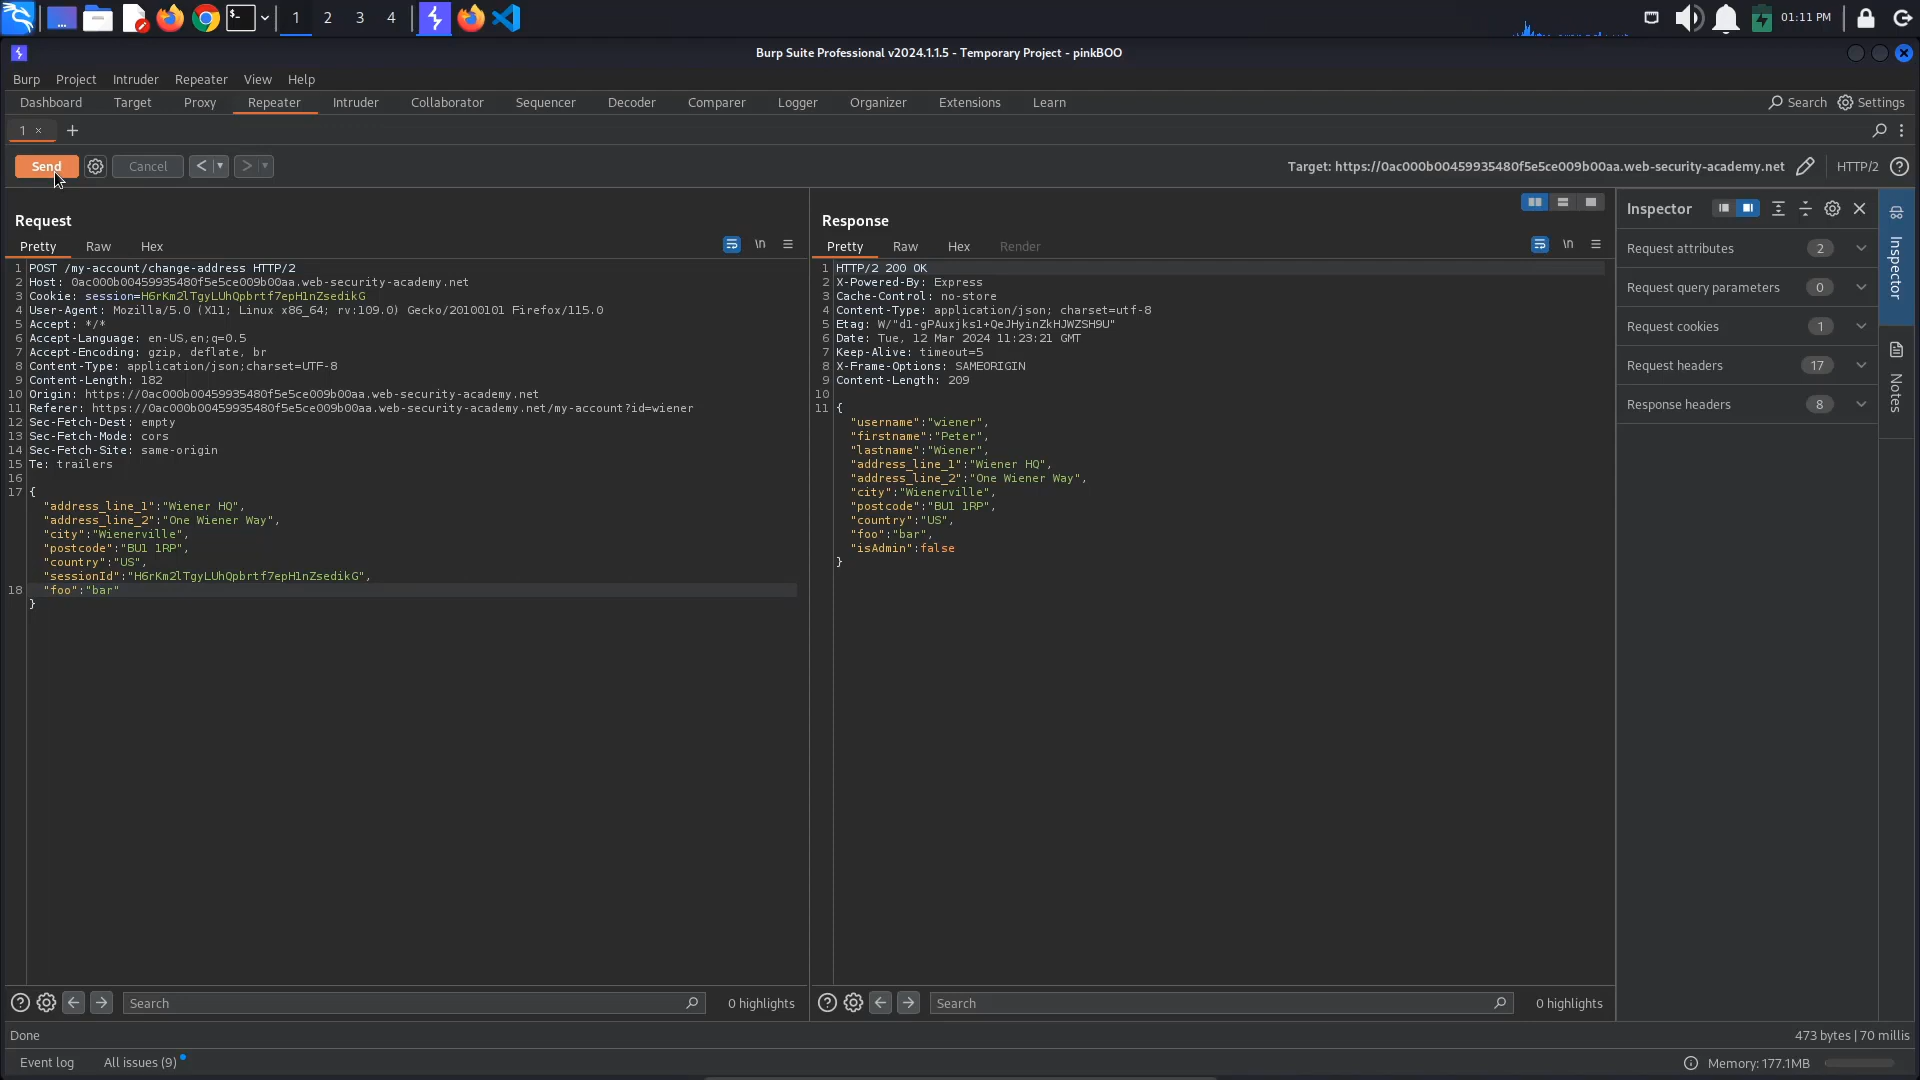 1 2 3 4 01:11 PM
Burp Suite Professional v2024.1.1.5 - Temporary Project - pinkBOO
Burp Project Intruder Repeater View Help
Dashboard Target Proxy Repeater Intruder Collaborator Sequencer Decoder Comparer Logger Organizer Extensions Learn Search Settings
1 × +
Send Cancel < > Target: https://0ac000b00459935480f5e5ce009b00aa.web-security-academy.net HTTP/2
Request
Pretty Raw Hex \n
1 POST /my-account/change-address HTTP/2
2 Host: 0ac000b00459935480f5e5ce009b00aa.web-security-academy.net
3 Cookie: session=H6rKm2lTgyLUhQpbrtf7epH1nZsedikG
4 User-Agent: Mozilla/5.0 (X11; Linux x86_64; rv:109.0) Gecko/20100101 Firefox/115.0
5 Accept: */*
6 Accept-Language: en-US,en;q=0.5
7 Accept-Encoding: gzip, deflate, br
8 Content-Type: application/json;charset=UTF-8
9 Content-Length: 182
10 Origin: https://0ac000b00459935480f5e5ce009b00aa.web-security-academy.net
11 Referer: https://0ac000b00459935480f5e5ce009b00aa.web-security-academy.net/my-account?id=wiener
12 Sec-Fetch-Dest: empty
13 Sec-Fetch-Mode: cors
14 Sec-Fetch-Site: same-origin
15 Te: trailers
16
17 {
"address_line_1":"Wiener HQ",
"address_line_2":"One Wiener Way",
"city":"Wienerville",
"postcode":"BU1 1RP",
"country":"US",
"sessionId":"H6rKm2lTgyLUhQpbrtf7epH1nZsedikG",
18 "foo":"bar"
}
Search 0 highlights
Response
Pretty Raw Hex Render \n
1 HTTP/2 200 OK
2 X-Powered-By: Express
3 Cache-Control: no-store
4 Content-Type: application/json; charset=utf-8
5 Etag: W/"d1-gPAuxjks1+QeJHyinZkHJWZSH9U"
6 Date: Tue, 12 Mar 2024 11:23:21 GMT
7 Keep-Alive: timeout=5
8 X-Frame-Options: SAMEORIGIN
9 Content-Length: 209
10
11 {
"username":"wiener",
"firstname":"Peter",
"lastname":"Wiener",
"address_line_1":"Wiener HQ",
"address_line_2":"One Wiener Way",
"city":"Wienerville",
"postcode":"BU1 1RP",
"country":"US",
"foo":"bar",
"isAdmin":false
}
Search 0 highlights
Inspector
Request attributes 2
Request query parameters 0
Request cookies 1
Request headers 17
Response headers 8
Inspector
Notes
Done 473 bytes | 70 millis
Event log All issues (9) Memory: 177.1MB